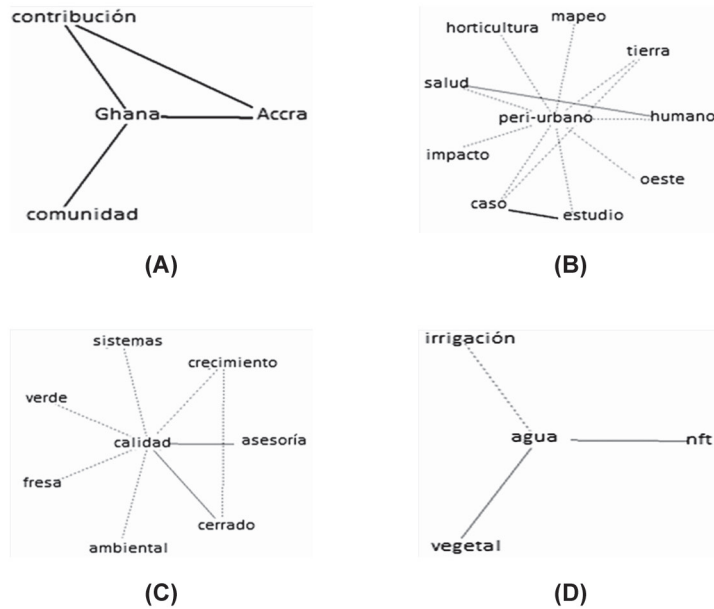 contribución
Ghana
Accra
comunidad
(A)
mapeo
horticultura
tierra
salud
peri-urbano
humano
impacto
oeste
caso
estudio
(B)
sistemas
crecimiento
verde
calidad
asesoría
fresa
cerrado
ambiental
(C)
irrigación
agua
nft
vegetal
(D)